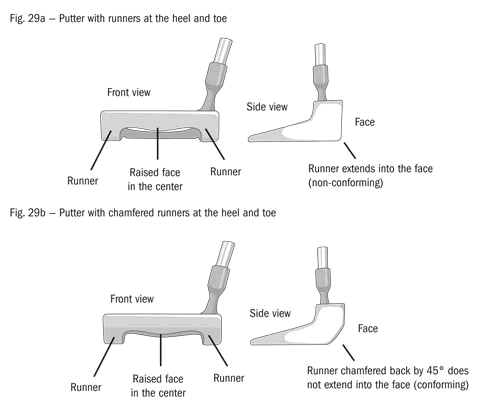 Fig. 29a – Putter with runners at the heel and toe
Front view
Side view
Face
Runner
Raised face
in the center
Runner
Runner extends into the face
(non-conforming)
Fig. 29b – Putter with chamfered runners at the heel and toe
Front view
Side view
Face
Runner
Raised face
in the center
Runner
Runner chamfered back by 45° does
not extend into the face (conforming)